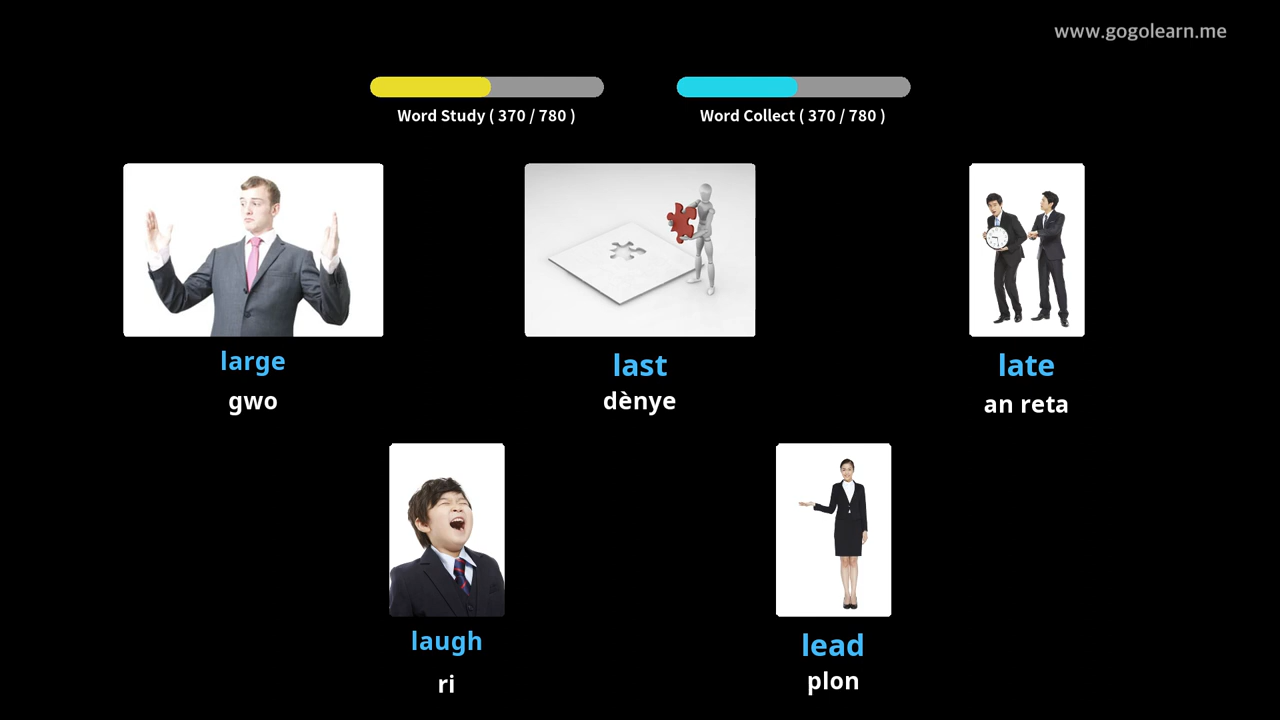 www.gogolearn.me
Word Study ( 370 / 780 )
Word Collect ( 370 / 780 )
large
gwo
last
dènye
late
an reta
laugh
ri
lead
plon